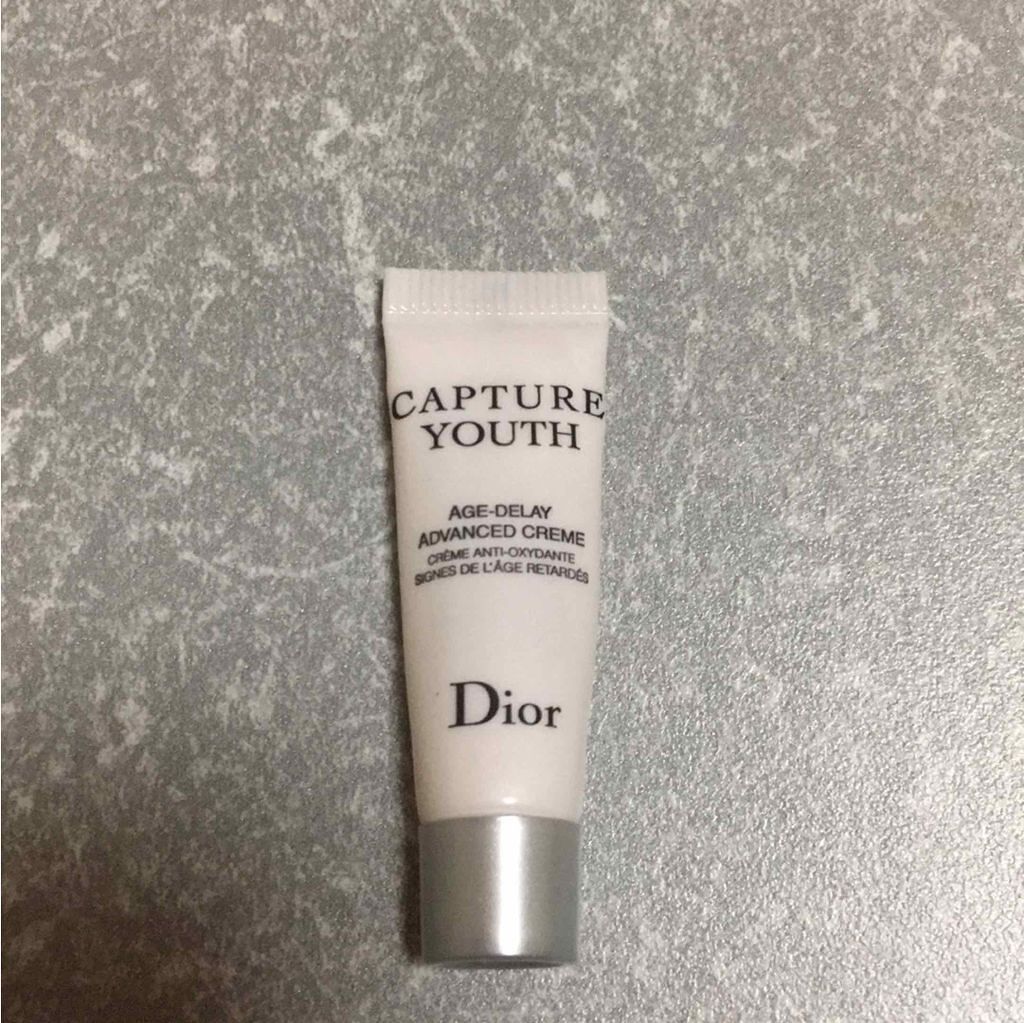 CAPTURE
YOUTH
AGE-DELAY
ADVANCED CREME
CRÈME ANTI-OXYDANTE
SIGNES DE L'ÂGE RETARDÉS
Dior